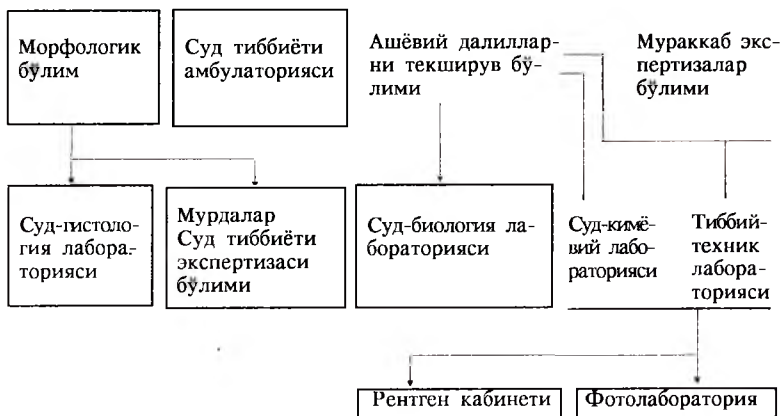 Морфологик
бўлим
Суд тиббиёти
амбулаторияси
Ашёвий далиллар-
ни текширув бў-
лими
Мураккаб экс-
пертизалар
бўлими
Суд-гистоло-
гия лабора-
торияси
Мурдалар
Суд тиббиёти
экспертизаси
бўлими
Суд-биология ла-
бораторияси
Суд-кимё-
вий лабо-
раторияси
Тиббий-
техник
лабора-
торияси
Рентген кабинети
Фотолаборатория